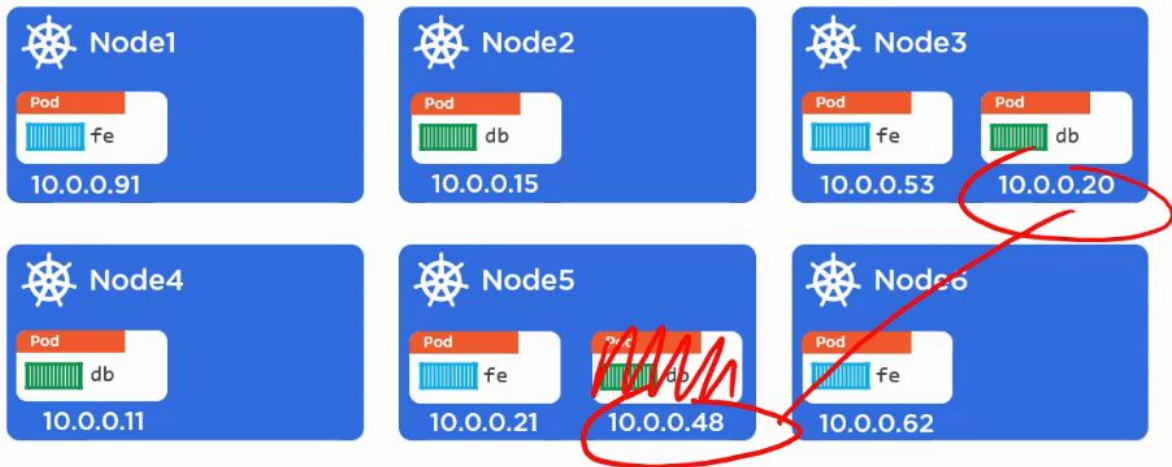 Node1
Pod
fe
10.0.0.91
Node2
Pod
db
10.0.0.15
Node3
Pod
fe
10.0.0.53
Pod
db
10.0.0.20
Node4
Pod
db
10.0.0.11
Node5
Pod
fe
10.0.0.21
Pod
db
10.0.0.48
Node6
Pod
fe
10.0.0.62